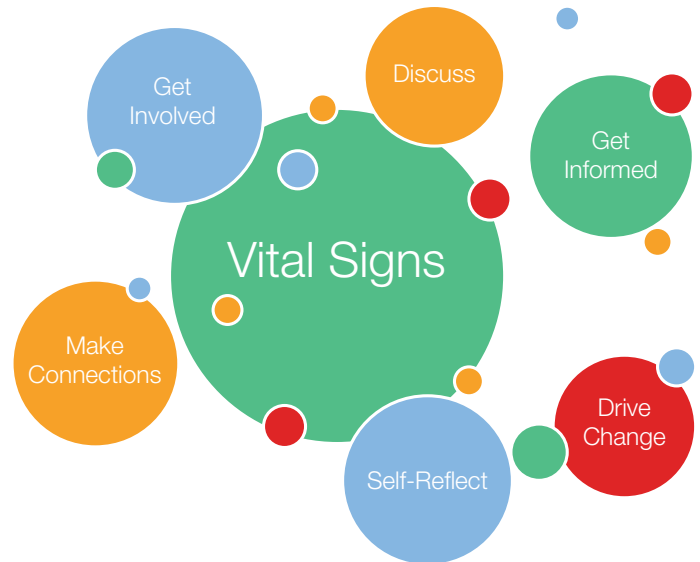 Get
Involved
Discuss
Get
Informed
Vital Signs
Make
Connections
Drive
Change
Self-Reflect